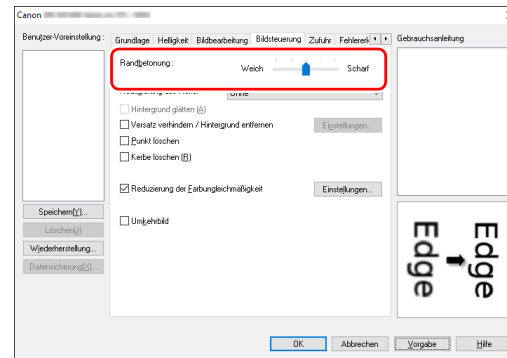 Canon
Benutzer-Voreinstellung :
Grundlage Helligkeit Bildbearbeitung Bildsteuerung Zufuhr
Gebrauchsanleitung
Randbetonung :
Weich Scharf
Hintergrund glätten (A)
Versatz verhindern / Hintergrund entfernen
Einstellungen...
Punkt löschen
Kerbe löschen (R)
Reduzierung der Farbungleichmäßigkeit
Einstellungen...
Umkehrbild
Speichern(Y)...
Löschen(J)
Wiederherstellung...
Datensicherung(X)...
Edge
Edge
OK Abbrechen Vorgabe Hilfe